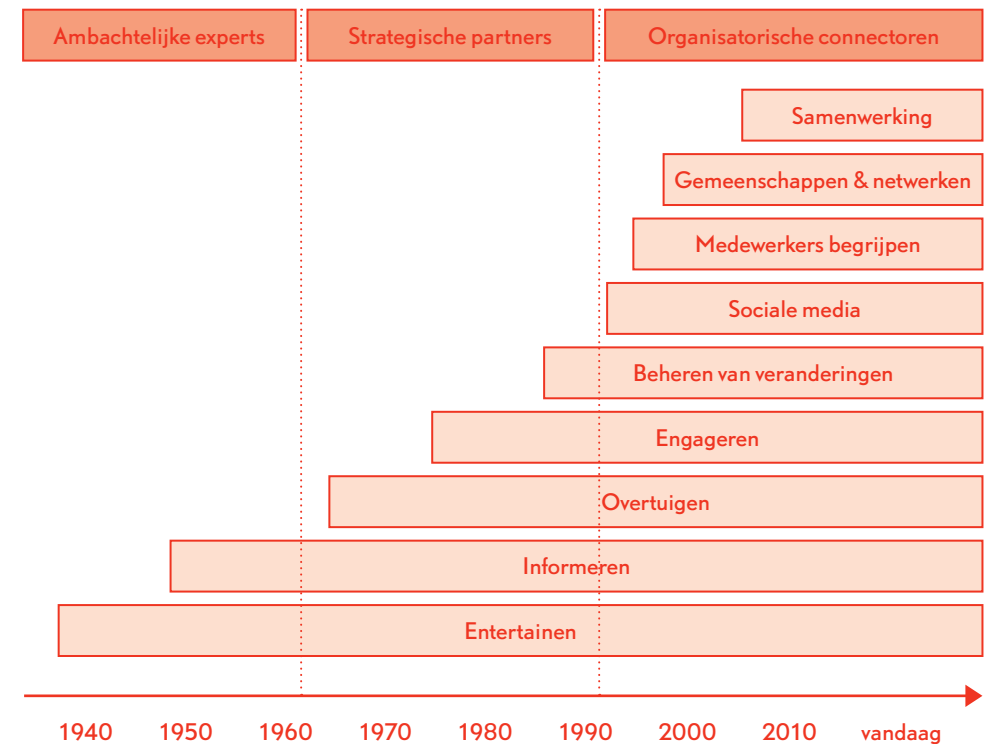 Ambachtelijke experts
Strategische partners
Organisatorische connectoren
Samenwerking
Gemeenschappen & netwerken
Medewerkers begrijpen
Sociale media
Beheren van veranderingen
Engageren
Overtuigen
Informeren
Entertainen
1940 1950 1960 1970 1980 1990 2000 2010 vandaag